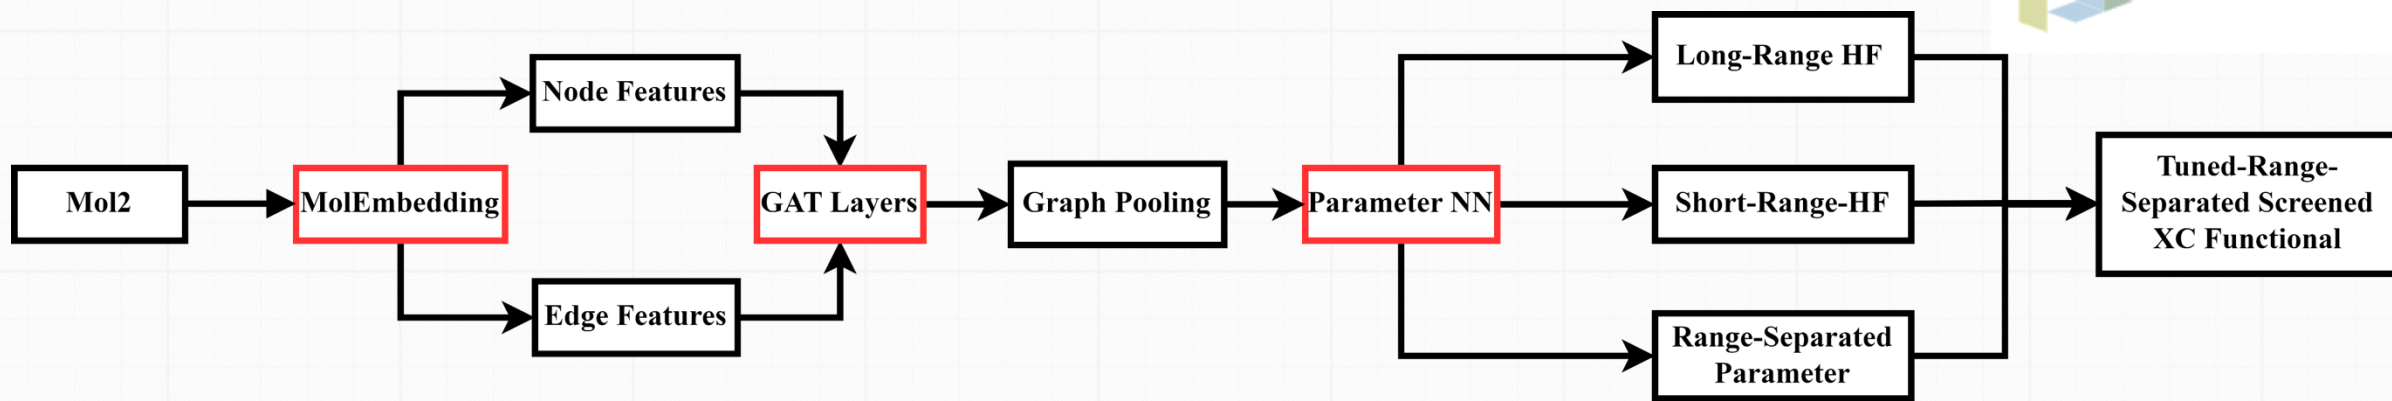 Mol2
MolEmbedding
Node Features
Edge Features
GAT Layers
Graph Pooling
Parameter NN
Long-Range HF
Short-Range-HF
Range-Separated
Parameter
Tuned-Range-
Separated Screened
XC Functional